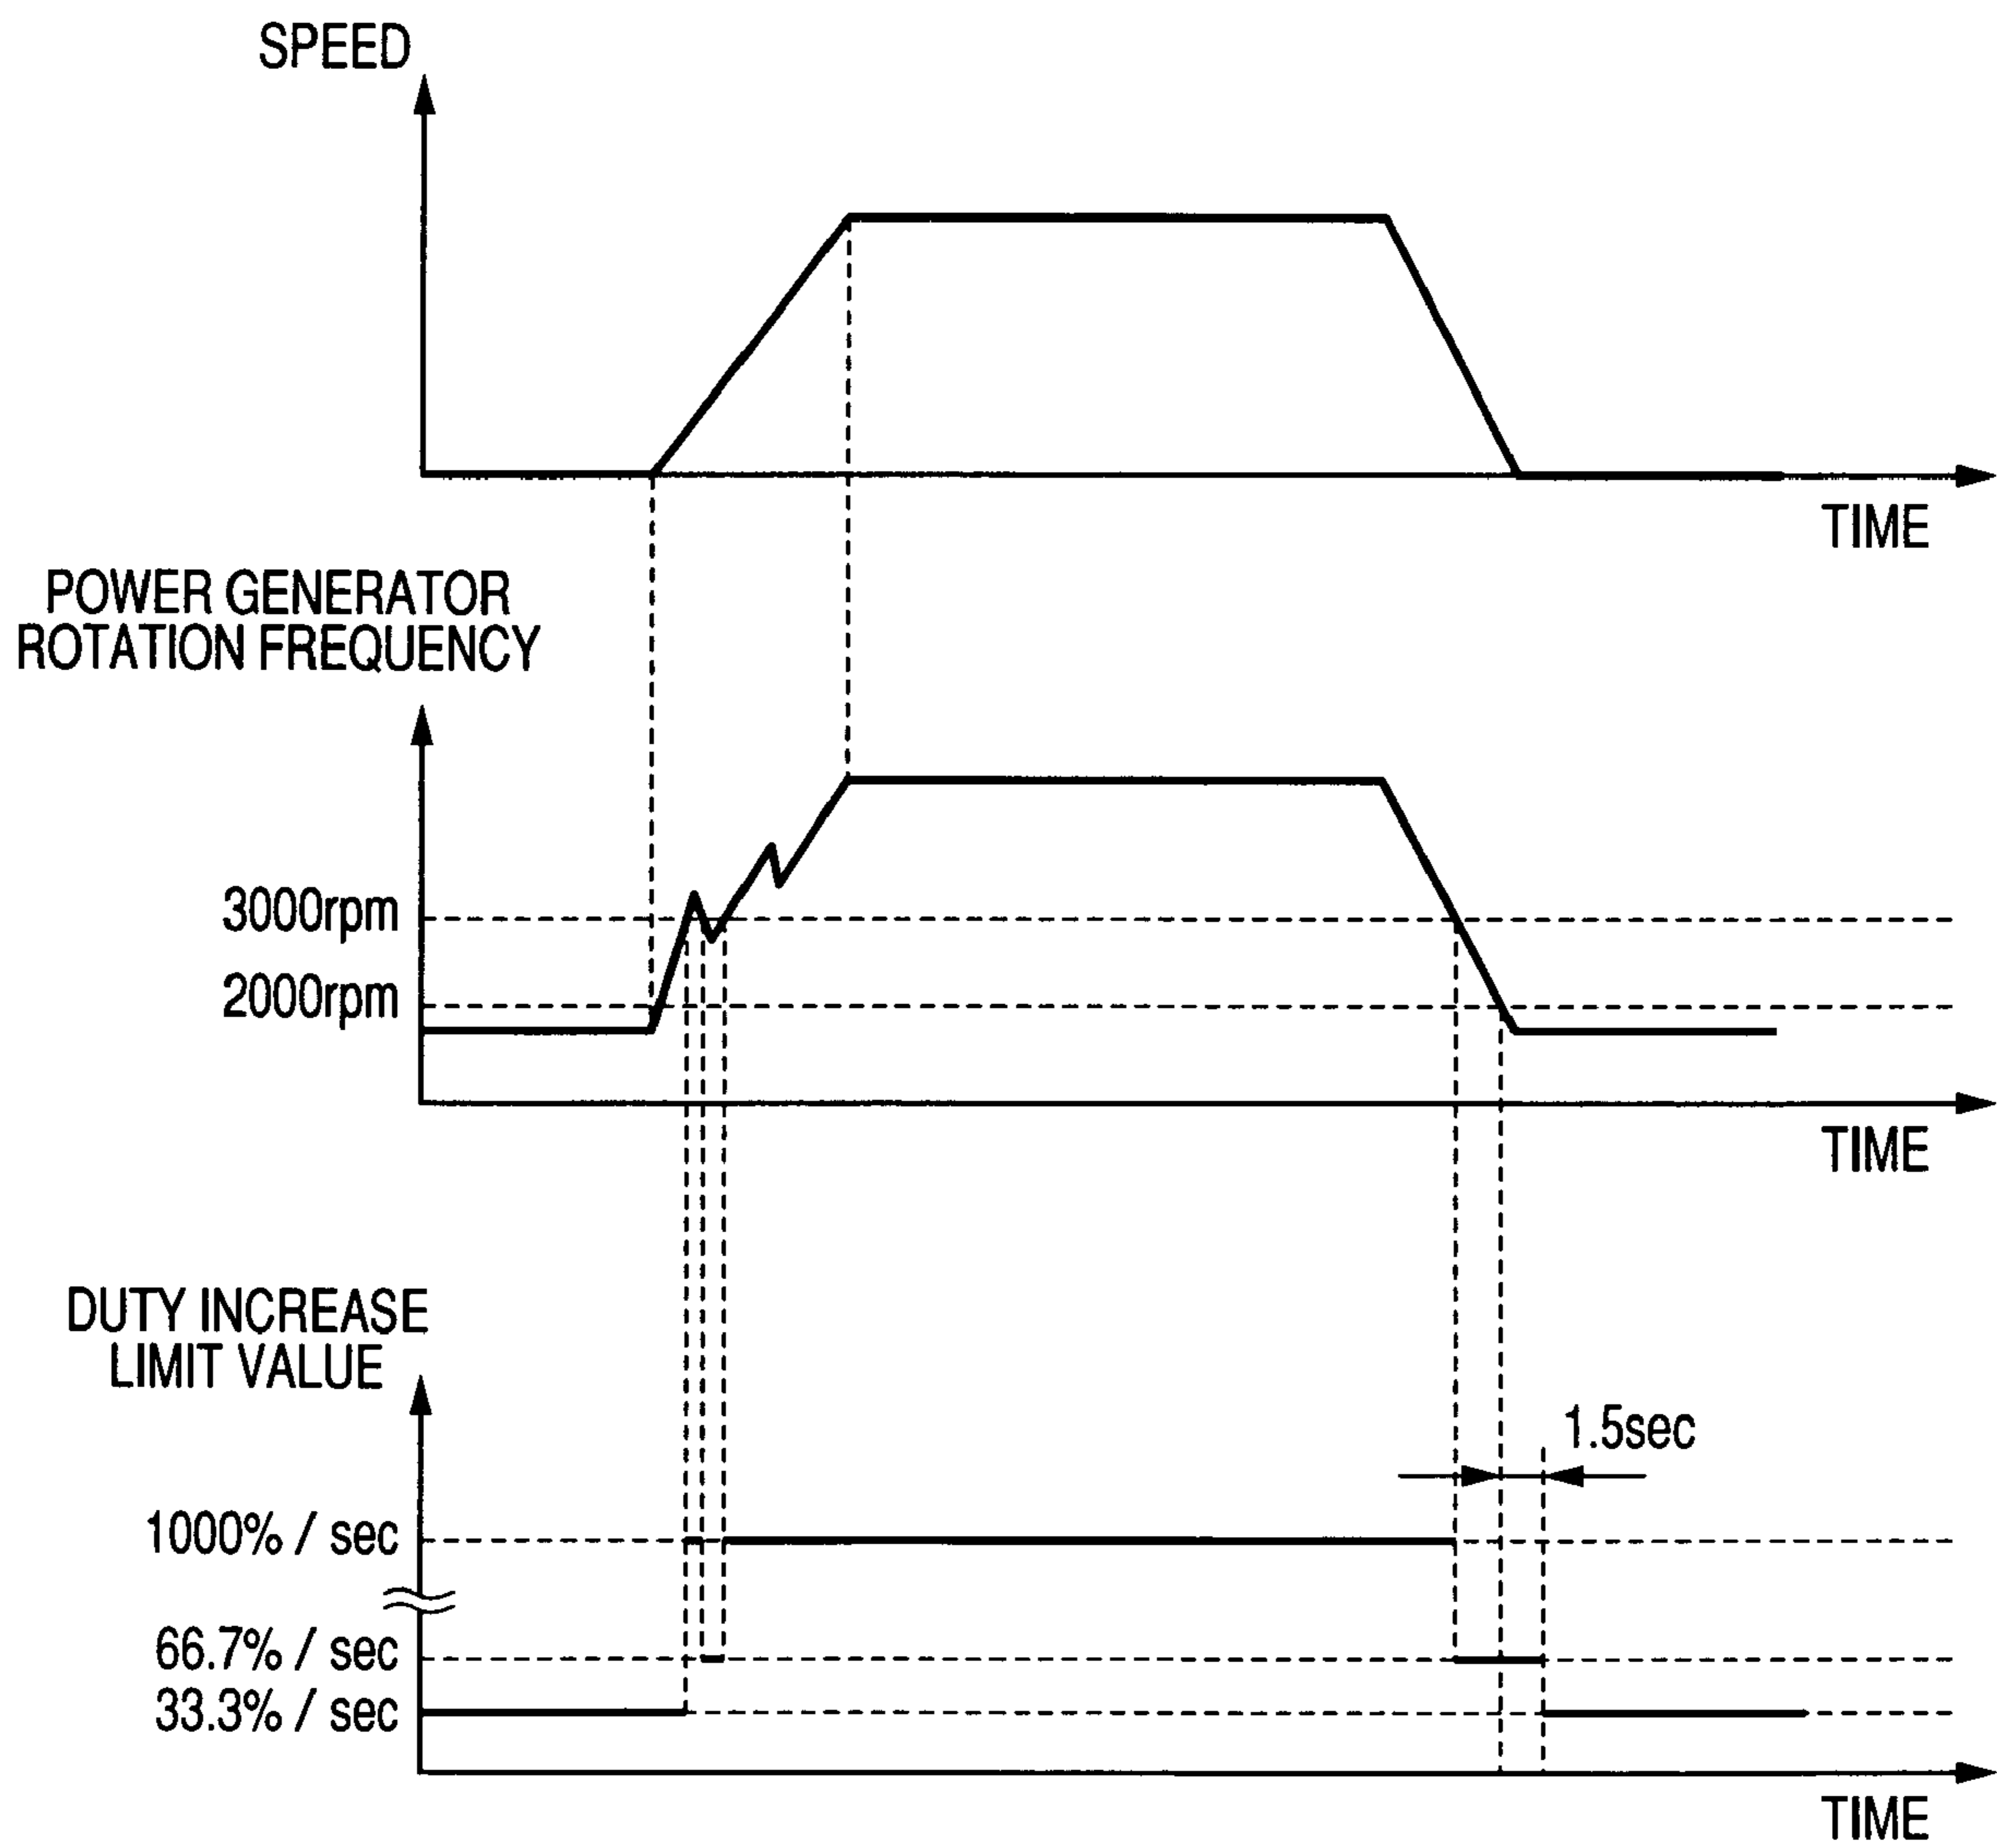 SPEED
TIME
POWER GENERATOR
ROTATION FREQUENCY
3000rpm
2000rpm
TIME
DUTY INCREASE
LIMIT VALUE
1.5sec
1000% / sec
66.7% / sec
33.3% / sec
TIME